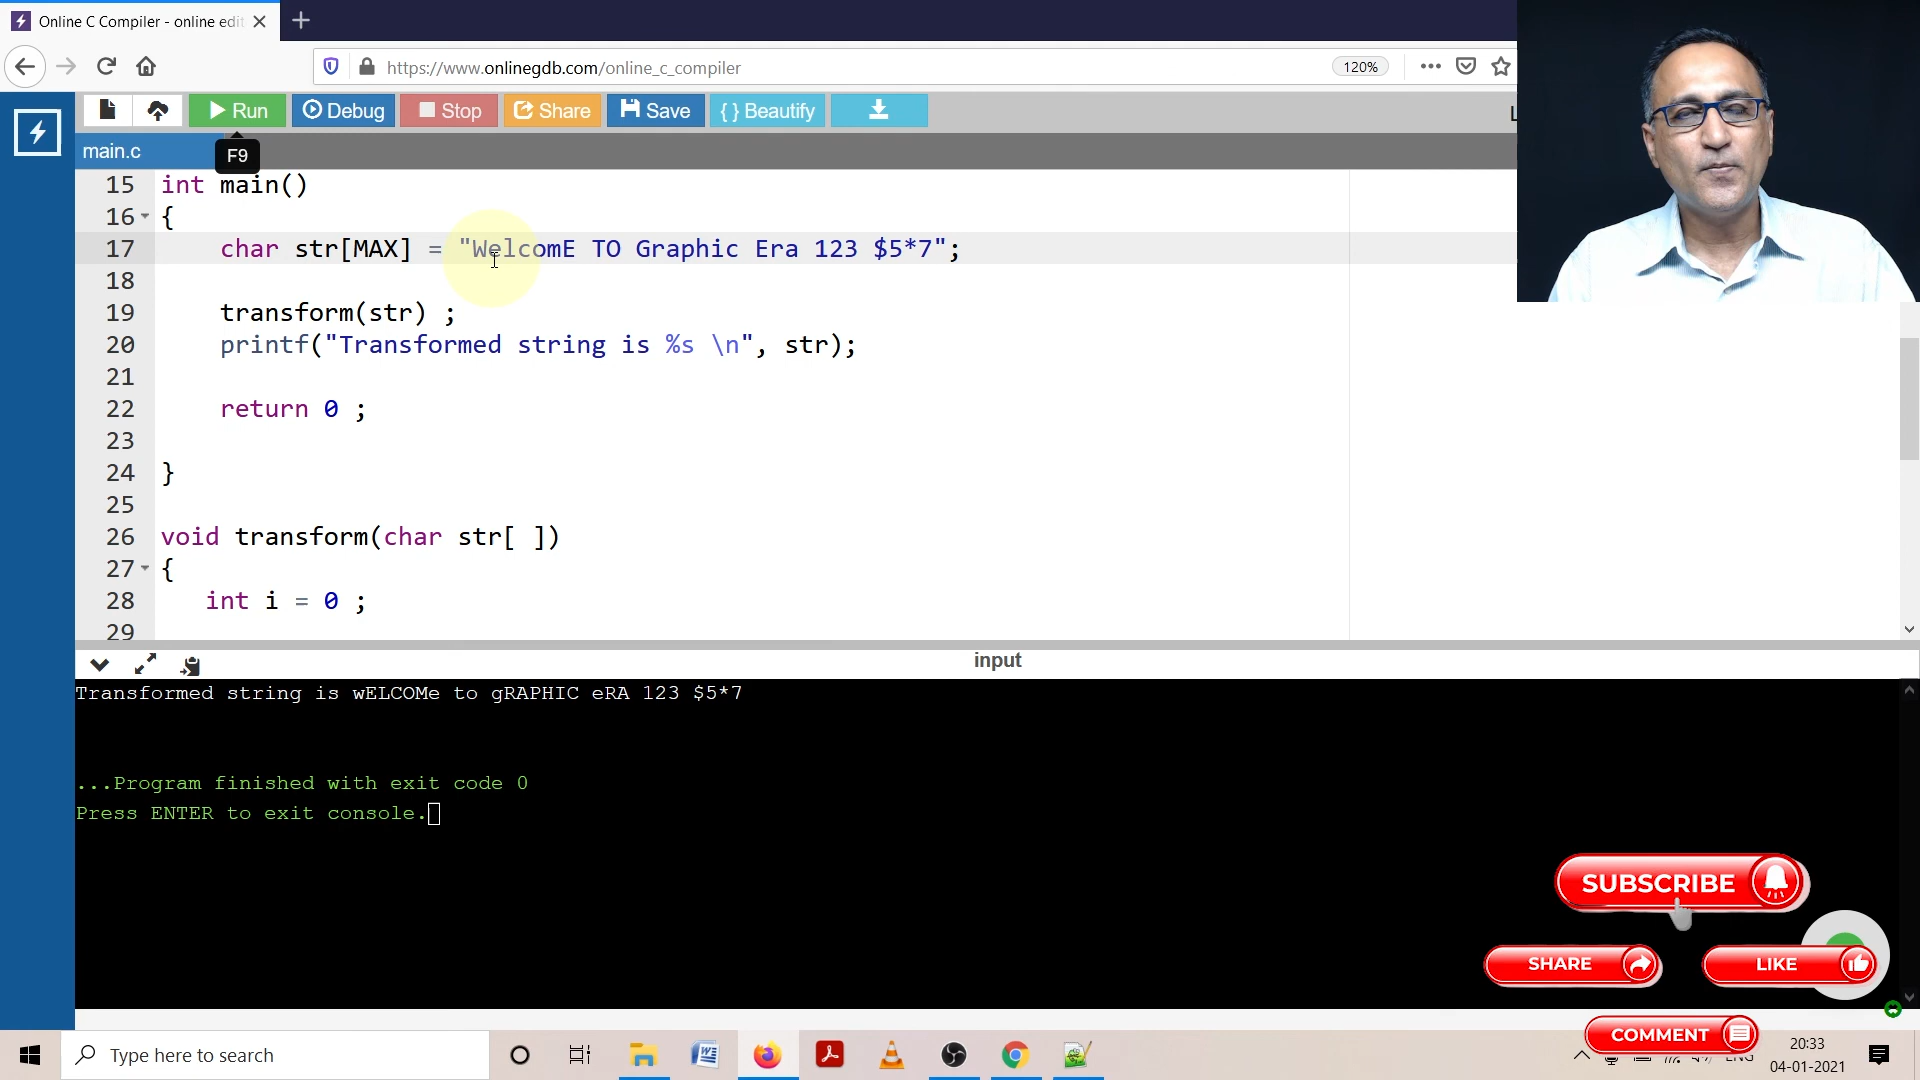 Online C Compiler - online edit
https://www.onlinegdb.com/online_c_compiler
120%
Run
Debug
Stop
Share
Save
{ } Beautify
main.c
F9
15 int main()
16 {
17 char str[MAX] = "WelcomE TO Graphic Era 123 $5*7";
18
19 transform(str) ;
20 printf("Transformed string is %s \n", str);
21
22 return 0 ;
23
24 }
25
26 void transform(char str[ ])
27 {
28 int i = 0 ;
29
input
Transformed string is wELCOMe to gRAPHIC eRA 123 $5*7
...Program finished with exit code 0
Press ENTER to exit console.
SUBSCRIBE
SHARE
LIKE
COMMENT
Type here to search
ENG
20:33
04-01-2021